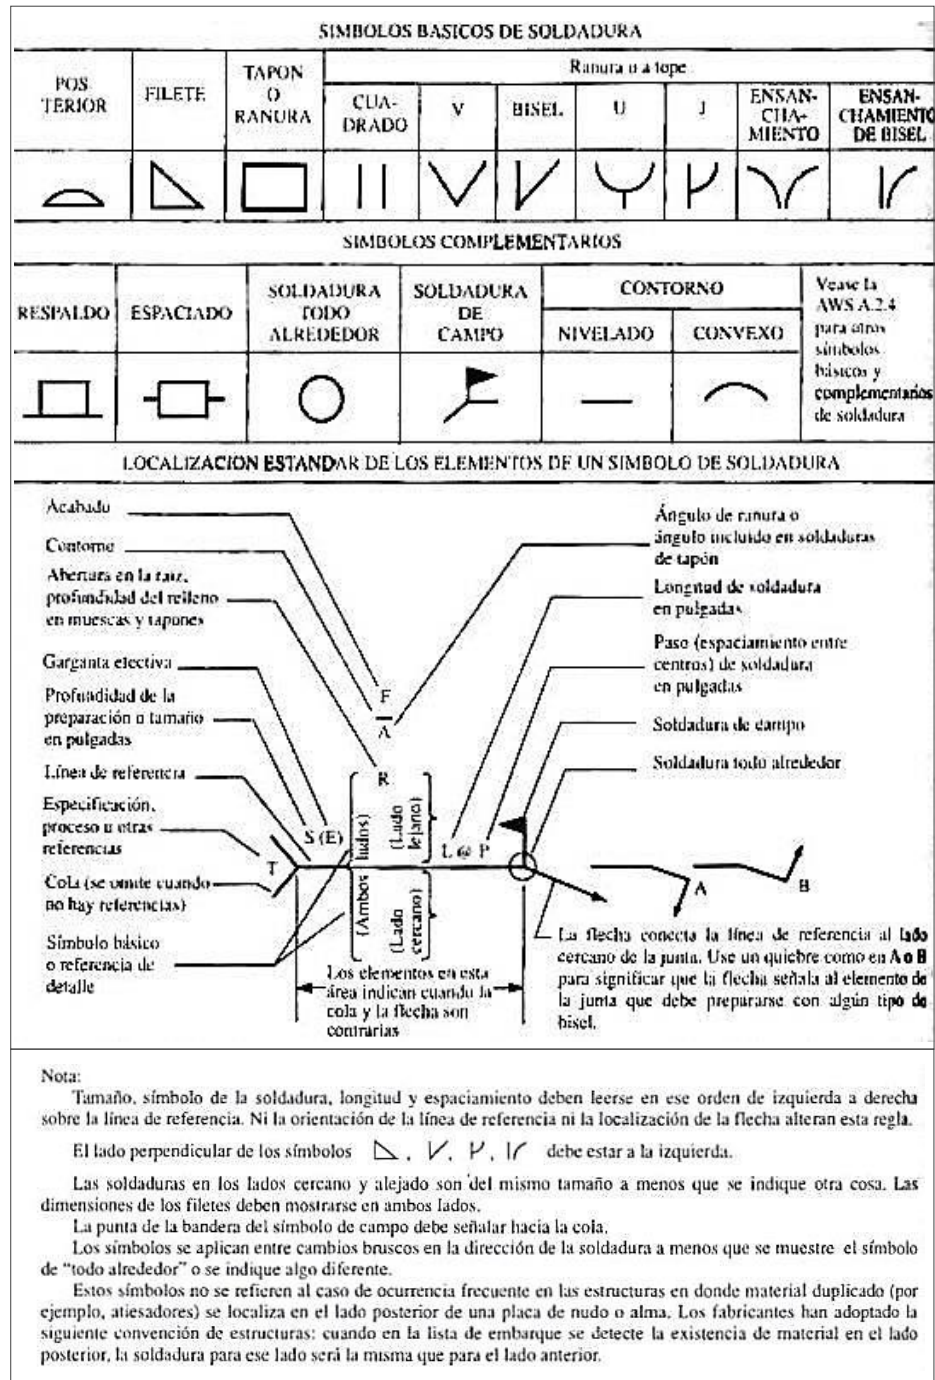 SIMBOLOS BASICOS DE SOLDADURA
POS
TERIOR
FILETE
TAPON
O
RANURA
Ranura o a tope
CUA-
DRADO
V
BISEL
U
J
ENSAN-
CHA-
MIENTO
ENSAN-
CHAMIENTO
DE BISEL
SIMBOLOS COMPLEMENTARIOS
RESPALDO
ESPACIADO
SOLDADURA
TODO
ALREDEDOR
SOLDADURA
DE
CAMPO
CONTORNO
NIVELADO
CONVEXO
Vease la
AWS A.2.4
para otros
símbolos
básicos y
complementarios
de soldadura
LOCALIZACION ESTANDAR DE LOS ELEMENTOS DE UN SIMBOLO DE SOLDADURA
Acabado
Contorno
Abertura en la raiz,
profundidad del relleno
en muescas y tapones
Garganta efectiva
Profundidad de la
preparación o tamaño
en pulgadas
Línea de referencia
Especificación,
proceso u otras
referencias
CoLa (se omite cuando
no hay referencias)
Símbolo básico
o referencia de
detalle
F
A
R
S (E)
T
L @ P
(Ambos
lados)
(Lado
lejano)
(Lado
cercano)
Los elementos en esta
área indican cuando la
cola y la flecha son
contrarias
Ángulo de ranura o
ángulo incluido en soldaduras
de tapón
Longitud de soldadura
en pulgadas
Paso (espaciamiento entre
centros) de soldadura
en pulgadas
Soldadura de campo
Soldadura todo alrededor
A
B
La flecha conecta la línea de referencia al lado
cercano de la junta. Use un quiebre como en A o B
para significar que la flecha señala al elemento de
la junta que debe prepararse con algún tipo de
bisel.
Nota:
Tamaño, símbolo de la soldadura, longitud y espaciamiento deben leerse en ese orden de izquierda a derecha
sobre la línea de referencia. Ni la orientación de la línea de referencia ni la localización de la flecha alteran esta regla.
El lado perpendicular de los símbolos , , , debe estar a la izquierda.
Las soldaduras en los lados cercano y alejado son del mismo tamaño a menos que se indique otra cosa. Las
dimensiones de los filetes deben mostrarse en ambos lados.
La punta de la bandera del símbolo de campo debe señalar hacia la cola.
Los símbolos se aplican entre cambios bruscos en la dirección de la soldadura a menos que se muestre el símbolo
de “todo alrededor” o se indique algo diferente.
Estos símbolos no se refieren al caso de ocurrencia frecuente en las estructuras en donde material duplicado (por
ejemplo, atiesadores) se localiza en el lado posterior de una placa de nudo o alma. Los fabricantes han adoptado la
siguiente convención de estructuras: cuando en la lista de embarque se detecte la existencia de material en el lado
posterior, la soldadura para ese lado será la misma que para el lado anterior.